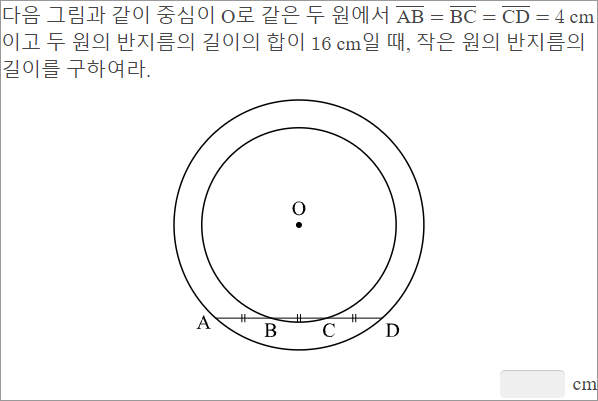 다음 그림과 같이 중심이 O로 같은 두 원에서 AB = BC = CD = 4 cm
이고 두 원의 반지름의 길이의 합이 16 cm일 때, 작은 원의 반지름의
길이를 구하여라.
O
A B C D
cm